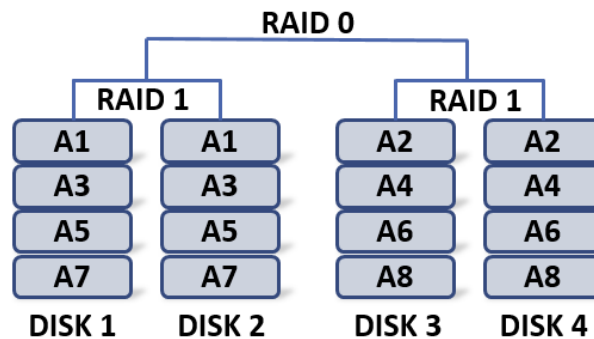 RAID 0
RAID 1 RAID 1
A1 A1 A2 A2
A3 A3 A4 A4
A5 A5 A6 A6
A7 A7 A8 A8
DISK 1 DISK 2 DISK 3 DISK 4